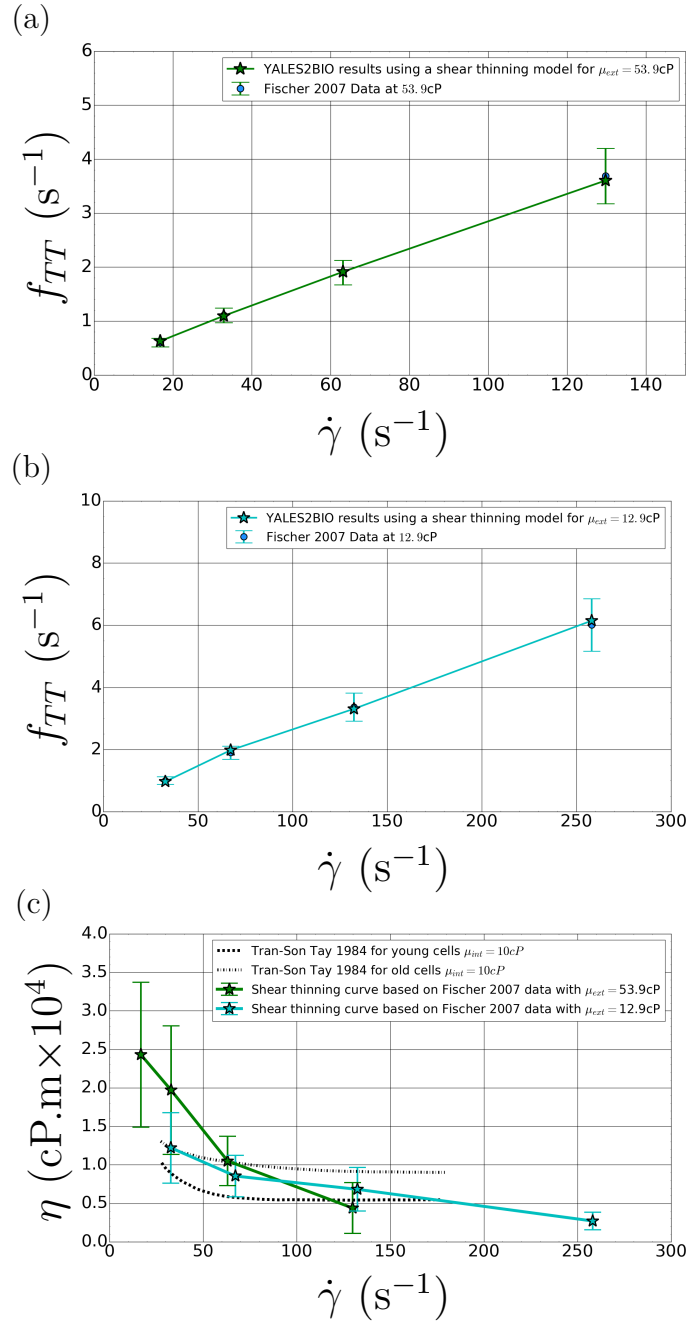 (a)
6
5
4
3
2
1
0
f_TT (s⁻¹)
YALES2BIO results using a shear thinning model for μ_ext = 53.9cP
Fischer 2007 Data at 53.9cP
0 20 40 60 80 100 120 140
γ̇ (s⁻¹)
(b)
10
8
6
4
2
0
f_TT (s⁻¹)
YALES2BIO results using a shear thinning model for μ_ext = 12.9cP
Fischer 2007 Data at 12.9cP
0 50 100 150 200 250 300
γ̇ (s⁻¹)
(c)
4.0
3.5
3.0
2.5
2.0
1.5
1.0
0.5
0.0
η (cP.m×10⁴)
Tran-Son Tay 1984 for young cells μ_int = 10cP
Tran-Son Tay 1984 for old cells μ_int = 10cP
Shear thinning curve based on Fischer 2007 data with μ_ext = 53.9cP
Shear thinning curve based on Fischer 2007 data with μ_ext = 12.9cP
0 50 100 150 200 250 300
γ̇ (s⁻¹)